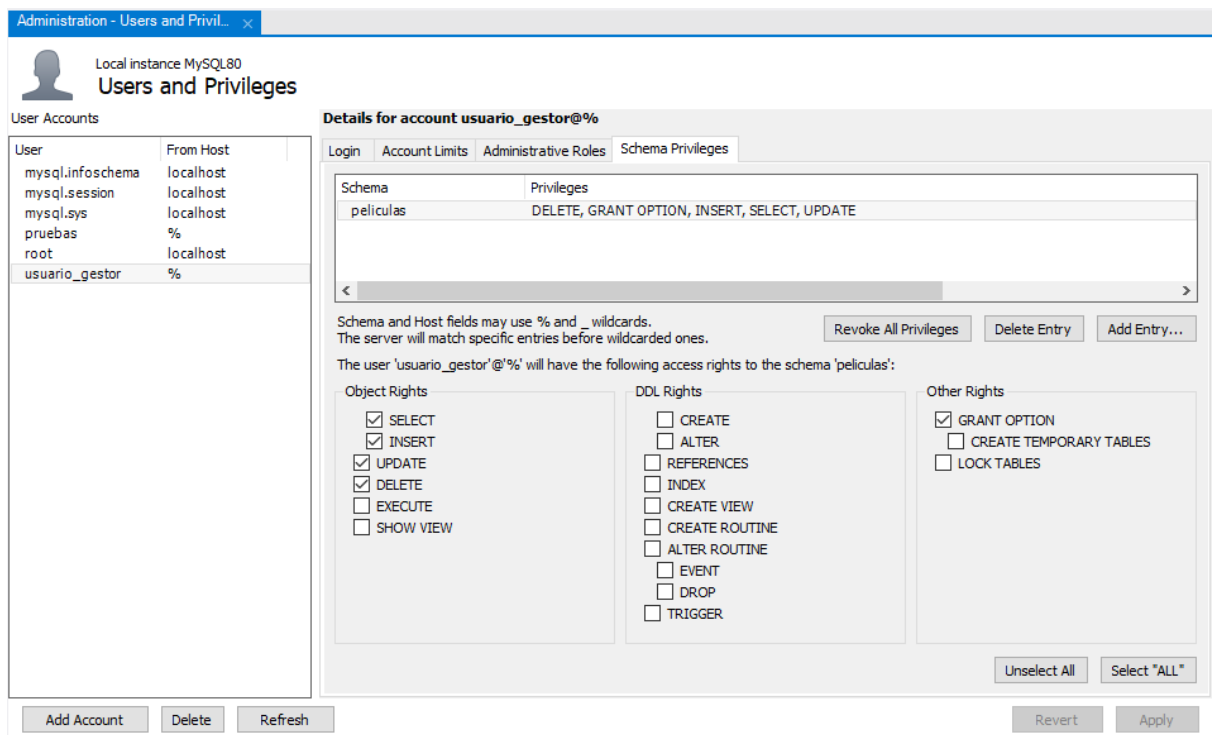 Administration - Users and Privil...
Local instance MySQL80
Users and Privileges
User Accounts
User From Host
mysql.infoschema localhost
mysql.session localhost
mysql.sys localhost
pruebas %
root localhost
usuario_gestor %
Add Account Delete Refresh
Details for account usuario_gestor@%
Login Account Limits Administrative Roles Schema Privileges
Schema Privileges
peliculas DELETE, GRANT OPTION, INSERT, SELECT, UPDATE
Schema and Host fields may use % and _ wildcards.
The server will match specific entries before wildcarded ones.
Revoke All Privileges Delete Entry Add Entry...
The user 'usuario_gestor'@'%' will have the following access rights to the schema 'peliculas':
Object Rights
SELECT
INSERT
UPDATE
DELETE
EXECUTE
SHOW VIEW
DDL Rights
CREATE
ALTER
REFERENCES
INDEX
CREATE VIEW
CREATE ROUTINE
ALTER ROUTINE
EVENT
DROP
TRIGGER
Other Rights
GRANT OPTION
CREATE TEMPORARY TABLES
LOCK TABLES
Unselect All Select "ALL"
Revert Apply